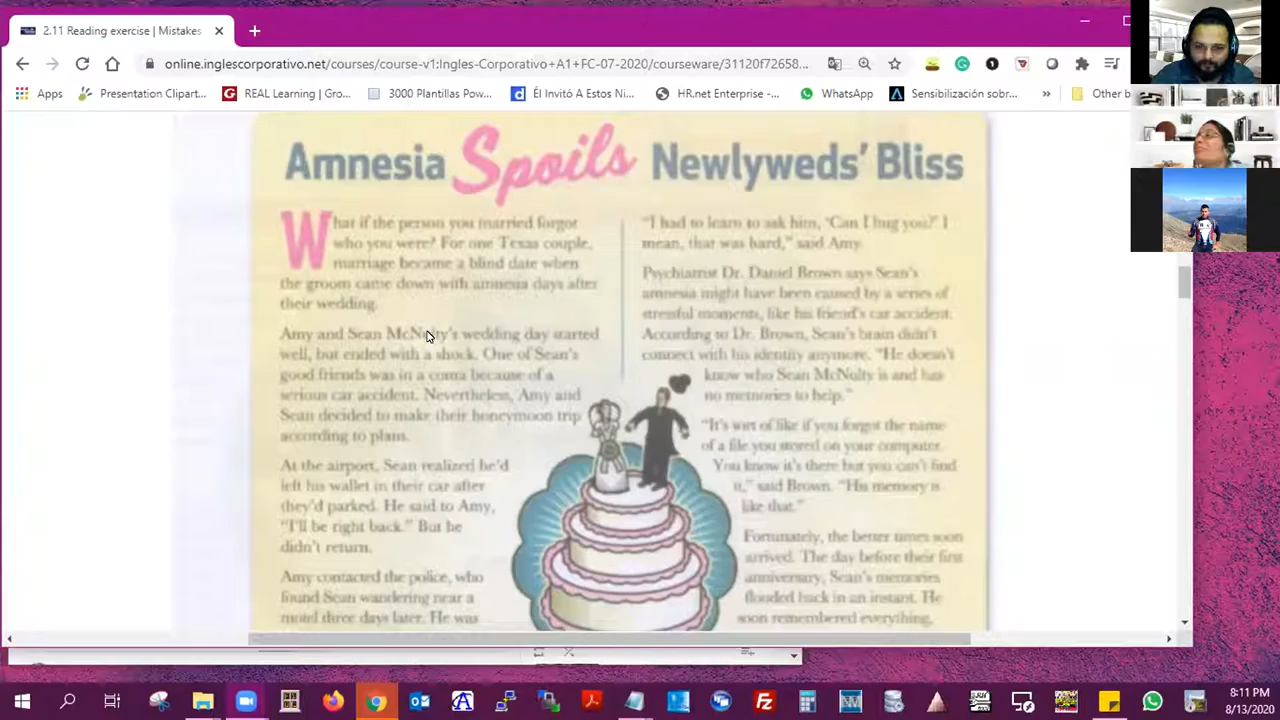 2.11 Reading exercise | Mistakes
online.inglescorporativo.net/courses/course-v1:Ingles-Corporativo+A1+FC-07-2020/courseware/31120f72658...
Apps
Presentation Clipart...
REAL Learning | Gro...
3000 Plantillas Pow...
Él Invitó A Estos Ni...
HR.net Enterprise -...
WhatsApp
Sensibilización sobr...
»
Other b
Amnesia Spoils Newlyweds' Bliss
What if the person you married forgot
who you were? For one Texas couple,
marriage became a blind date when
the groom came down with amnesia days after
their wedding.
Amy and Sean McNulty's wedding day started
well, but ended with a shock. One of Sean's
good friends was in a coma because of a
serious car accident. Nevertheless, Amy and
Sean decided to make their honeymoon trip
according to plans.
At the airport, Sean realized he'd
left his wallet in their car after
they'd parked. He said to Amy,
"I'll be right back." But he
didn't return.
Amy contacted the police, who
found Sean wandering near a
motel three days later. He was
"I had to learn to ask him, 'Can I hug you?' I
mean, that was hard," said Amy.
Psychiatrist Dr. Daniel Brown says Sean's
amnesia might have been caused by a series of
stressful moments, like his friend's car accident.
According to Dr. Brown, Sean's brain didn't
connect with his identity anymore. "He doesn't
know who Sean McNulty is and has
no memories to help."
"It's sort of like if you forgot the name
of a file you stored on your computer.
You know it's there but you can't find
it," said Brown. "His memory is
like that."
Fortunately, the better times soon
arrived. The day before their first
anniversary, Sean's memories
flooded back in an instant. He
soon remembered everything,
8:11 PM
8/13/2020